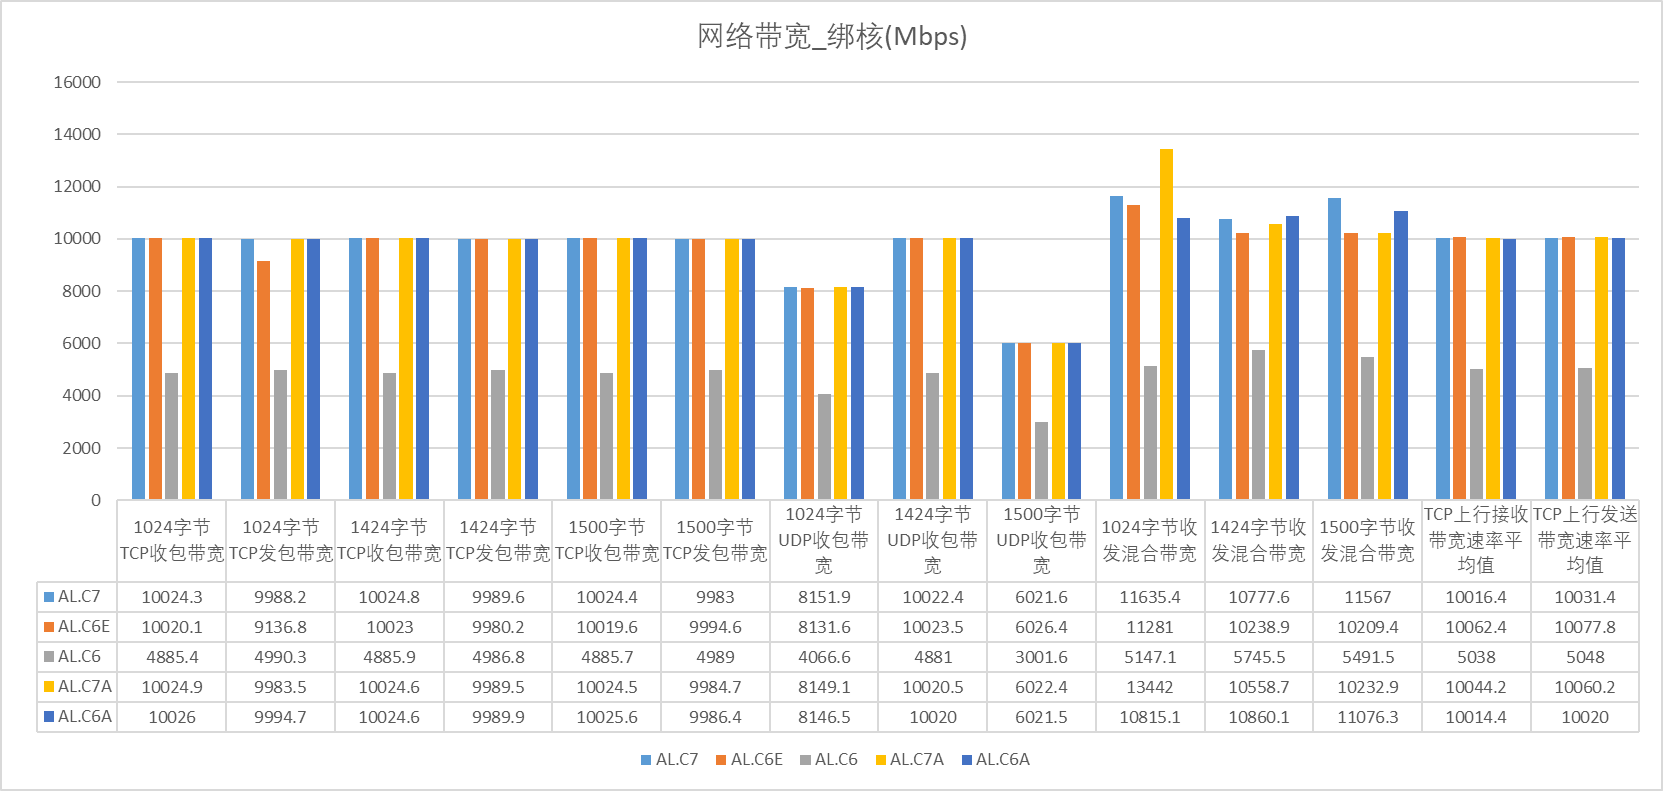 网络带宽_绑核(Mbps)
16000
14000
12000
10000
8000
6000
4000
2000
0
1024字节 1024字节 1424字节 1424字节 1500字节 1500字节 1024字节 1424字节 1500字节 1024字节收 1424字节收 1500字节收 TCP上行接收 TCP上行发送
TCP收包带宽 TCP发包带宽 TCP收包带宽 TCP发包带宽 TCP收包带宽 TCP发包带宽 UDP收包带 UDP收包带 UDP收包带 发混合带宽 发混合带宽 发混合带宽 带宽速率平 带宽速率平
宽 宽 宽 均值 均值
AL.C7 10024.3 9988.2 10024.8 9989.6 10024.4 9983 8151.9 10022.4 6021.6 11635.4 10777.6 11567 10016.4 10031.4
AL.C6E 10020.1 9136.8 10023 9980.2 10019.6 9994.6 8131.6 10023.5 6026.4 11281 10238.9 10209.4 10062.4 10077.8
AL.C6 4885.4 4990.3 4885.9 4986.8 4885.7 4989 4066.6 4881 3001.6 5147.1 5745.5 5491.5 5038 5048
AL.C7A 10024.9 9983.5 10024.6 9989.5 10024.5 9984.7 8149.1 10020.5 6022.4 13442 10558.7 10232.9 10044.2 10060.2
AL.C6A 10026 9994.7 10024.6 9989.9 10025.6 9986.4 8146.5 10020 6021.5 10815.1 10860.1 11076.3 10014.4 10020
AL.C7 AL.C6E AL.C6 AL.C7A AL.C6A